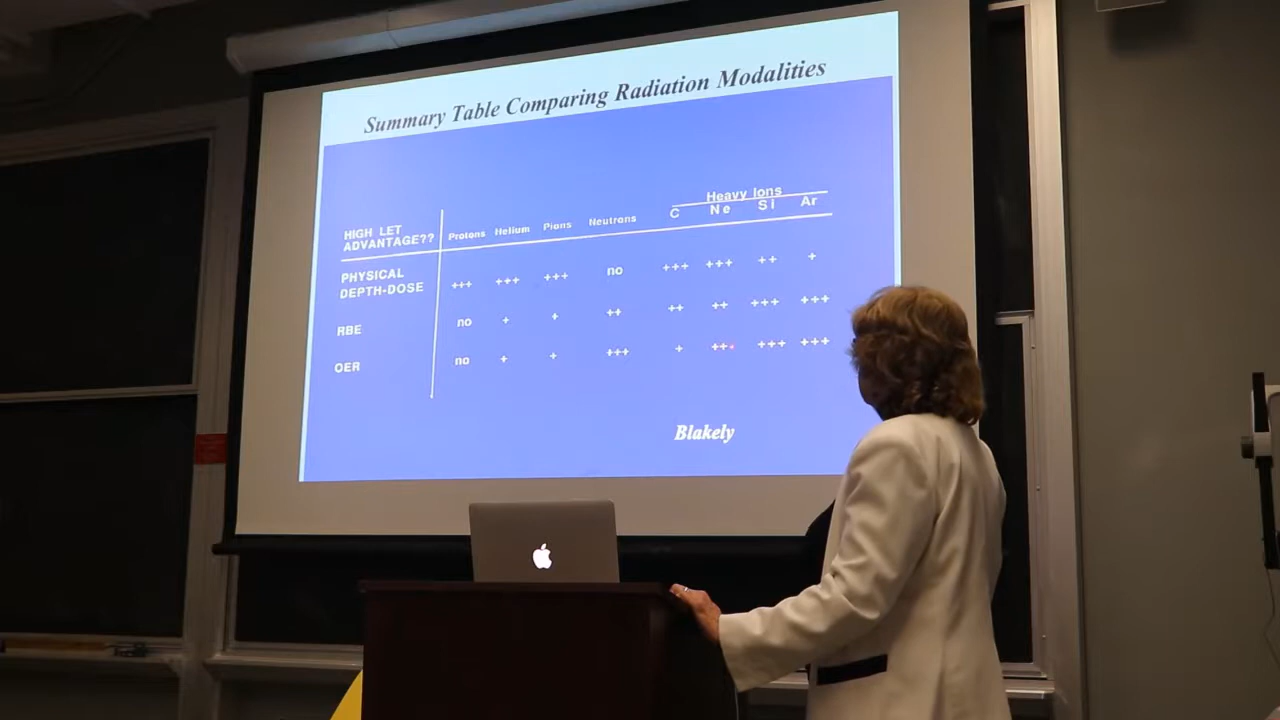 Summary Table Comparing Radiation Modalities
Heavy Ions
HIGH LET
ADVANTAGE?? Protons Helium Pions Neutrons C Ne Si Ar
PHYSICAL
DEPTH-DOSE +++ +++ +++ no +++ +++ ++ +
RBE no + + ++ ++ ++ +++ +++
OER no + + +++ + ++ +++ +++
Blakely